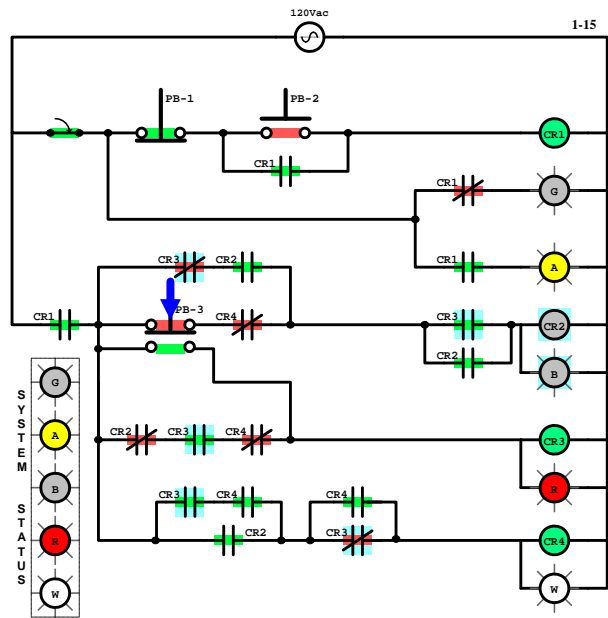 120Vac
1-15
PB-1
PB-2
CR1
CR1
CR1
G
CR1
A
CR3
CR2
CR1
PB-3
CR4
CR3
CR2
CR2
B
G
A
B
R
W
SYSTEM STATUS
CR2
CR3
CR4
CR3
R
CR3
CR4
CR2
CR4
CR3
CR4
W